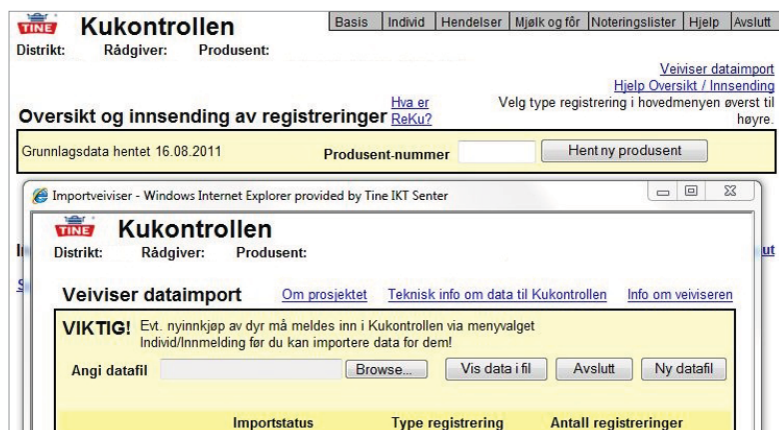 TINE Kukontrollen
Basis Individ Hendelser Mjølk og fôr Noteringslister Hjelp Avslutt
Distrikt: Rådgiver: Produsent:
Veiviser dataimport
Hjelp Oversikt / Innsending
Velg type registrering i hovedmenyen øverst til
høyre.
Oversikt og innsending av registreringer
Hva er
ReKu?
Grunnlagsdata hentet 16.08.2011 Produsent-nummer Hent ny produsent
Importveiviser - Windows Internet Explorer provided by Tine IKT Senter
TINE Kukontrollen
Distrikt: Rådgiver: Produsent:
Veiviser dataimport Om prosjektet Teknisk info om data til Kukontrollen Info om veiviseren
VIKTIG! Evt. nyinnkjøp av dyr må meldes inn i Kukontrollen via menyvalget
Individ/Innmelding før du kan importere data for dem!
Angi datafil Browse... Vis data i fil Avslutt Ny datafil
Importstatus Type registrering Antall registreringer